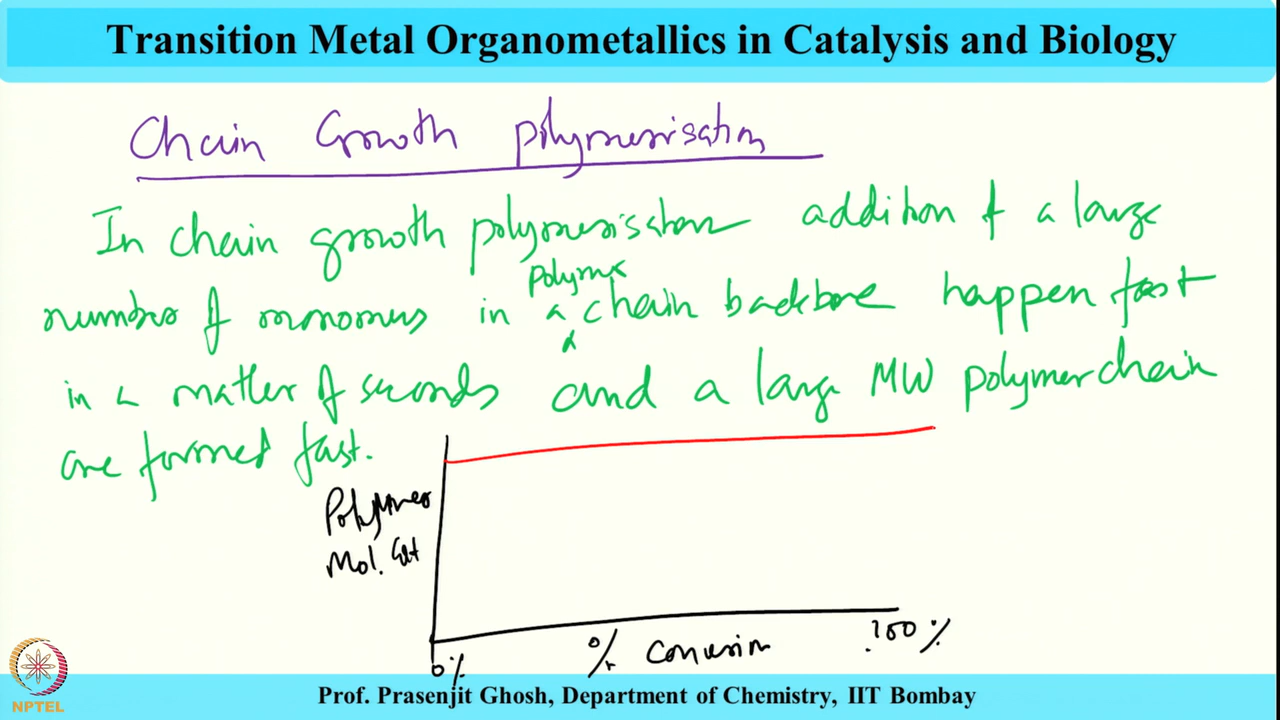 Transition Metal Organometallics in Catalysis and Biology
Chain Growth polymerisation
In chain growth polymerisation addition of a large
polymer
number of monomers in a chain backbone happen fast
in a matter of seconds and a large MW polymer chain
are formed fast.
Polymer
Mol. wt
0%
% conversion
100%
Prof. Prasenjit Ghosh, Department of Chemistry, IIT Bombay
NPTEL